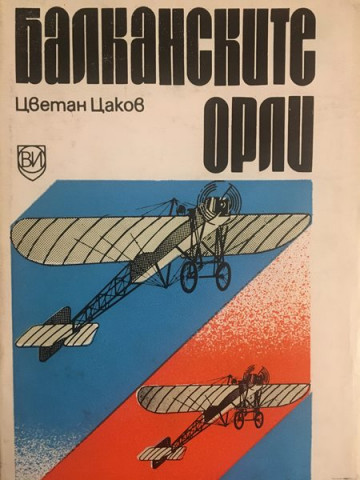 Балканските
Цветан Цаков
орли
ВИ